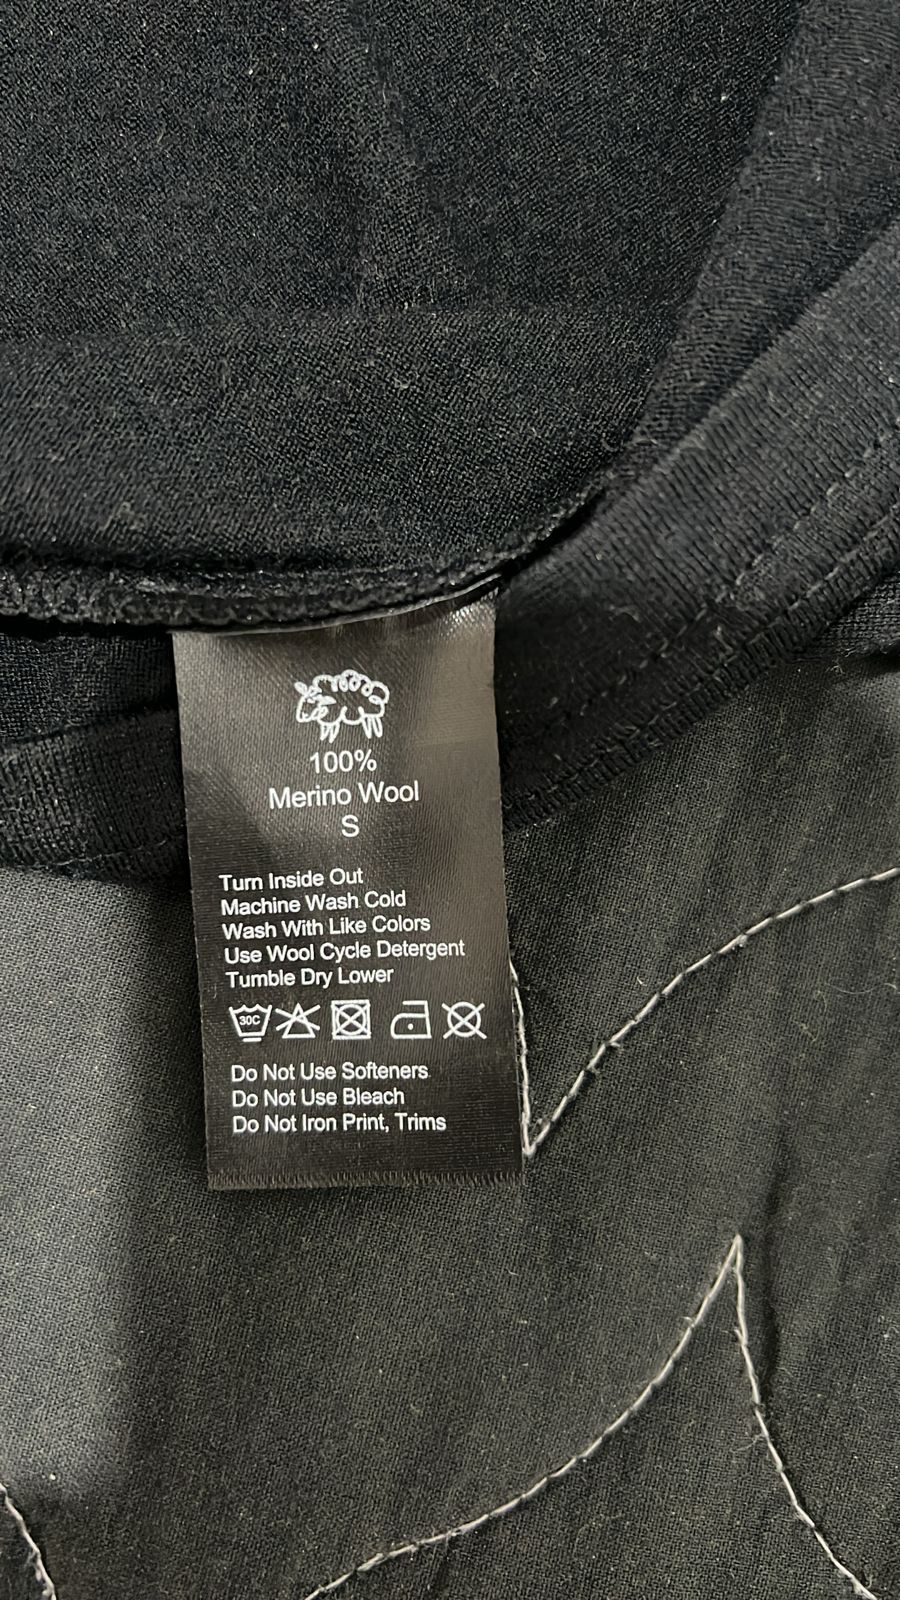 100%
Merino Wool
S
Turn Inside Out
Machine Wash Cold
Wash With Like Colors
Use Wool Cycle Detergent
Tumble Dry Lower
30C
Do Not Use Softeners
Do Not Use Bleach
Do Not Iron Print, Trims